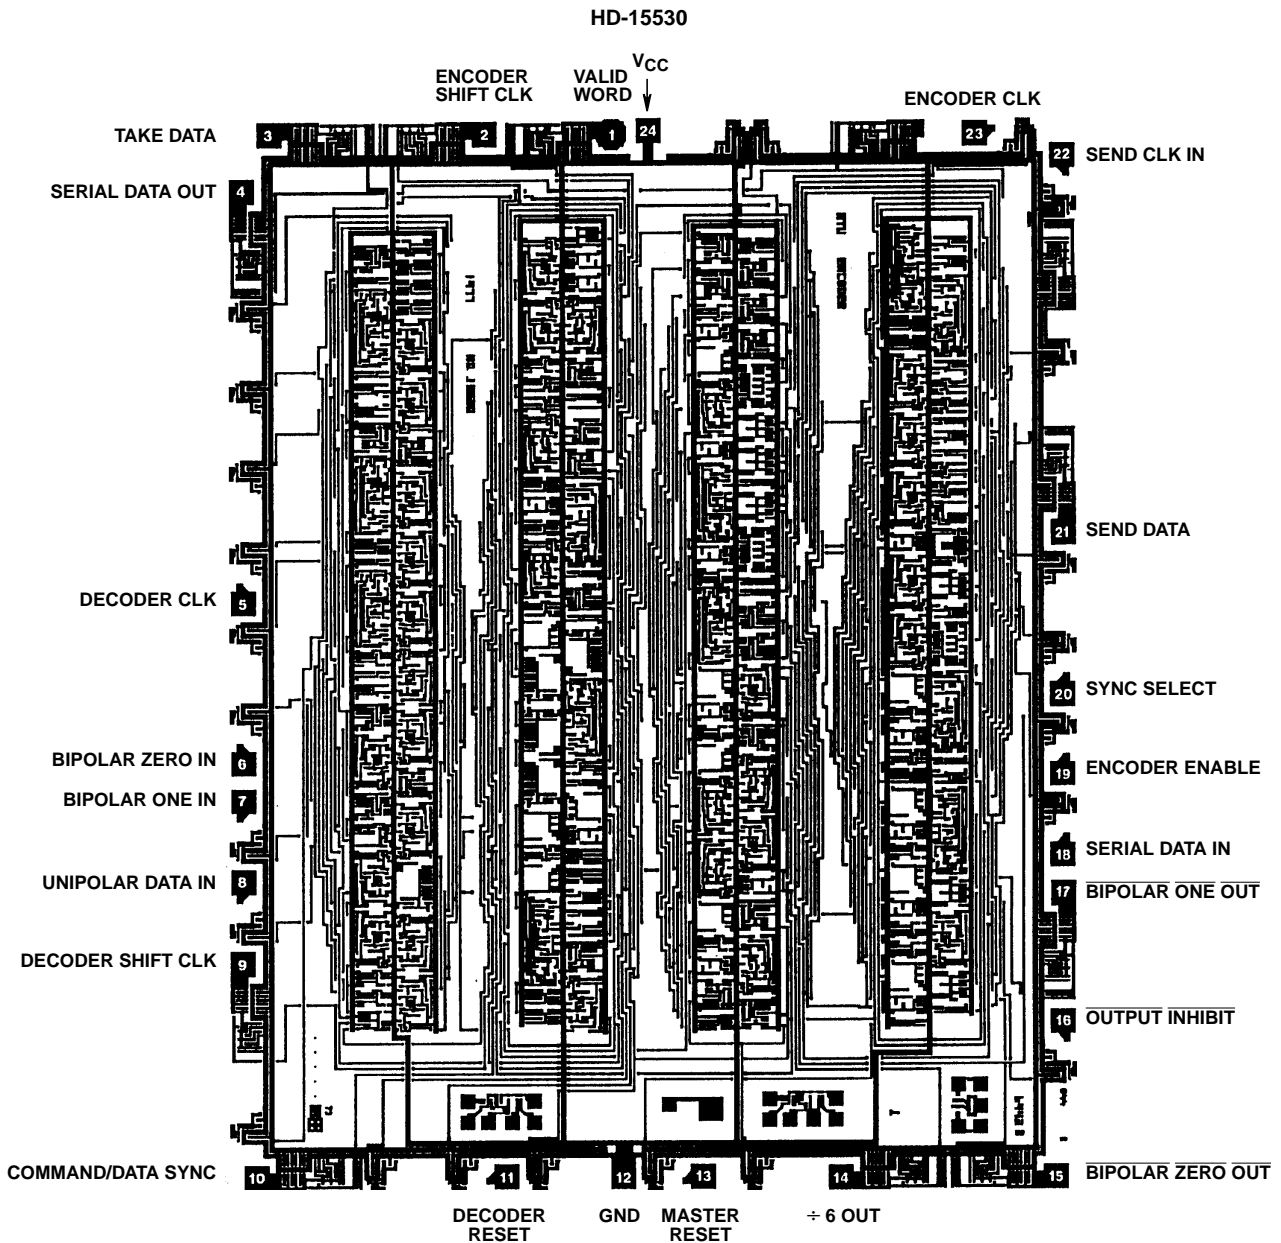 HD-15530
VCC
ENCODER
SHIFT CLK
VALID
WORD
ENCODER CLK
TAKE DATA
3
2
1
24
23
22
SEND CLK IN
SERIAL DATA OUT
4
21
SEND DATA
DECODER CLK
5
20
SYNC SELECT
BIPOLAR ZERO IN
6
19
ENCODER ENABLE
BIPOLAR ONE IN
7
18
SERIAL DATA IN
UNIPOLAR DATA IN
8
17
BIPOLAR ONE OUT
DECODER SHIFT CLK
9
16
OUTPUT INHIBIT
COMMAND/DATA SYNC
10
11
12
13
14
15
BIPOLAR ZERO OUT
DECODER
RESET
GND
MASTER
RESET
÷ 6 OUT